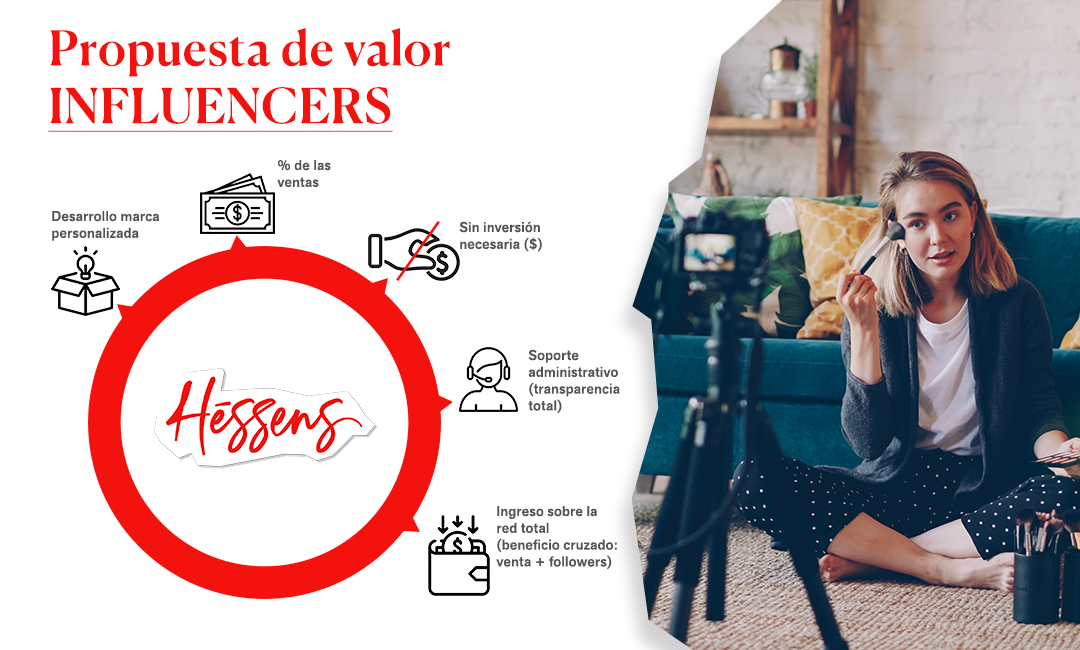 Propuesta de valor
INFLUENCERS
% de las
ventas
Desarrollo marca
personalizada
Sin inversión
necesaria ($)
Soporte
administrativo
(transparencia
total)
Héssens
Ingreso sobre la
red total
(beneficio cruzado:
venta + followers)